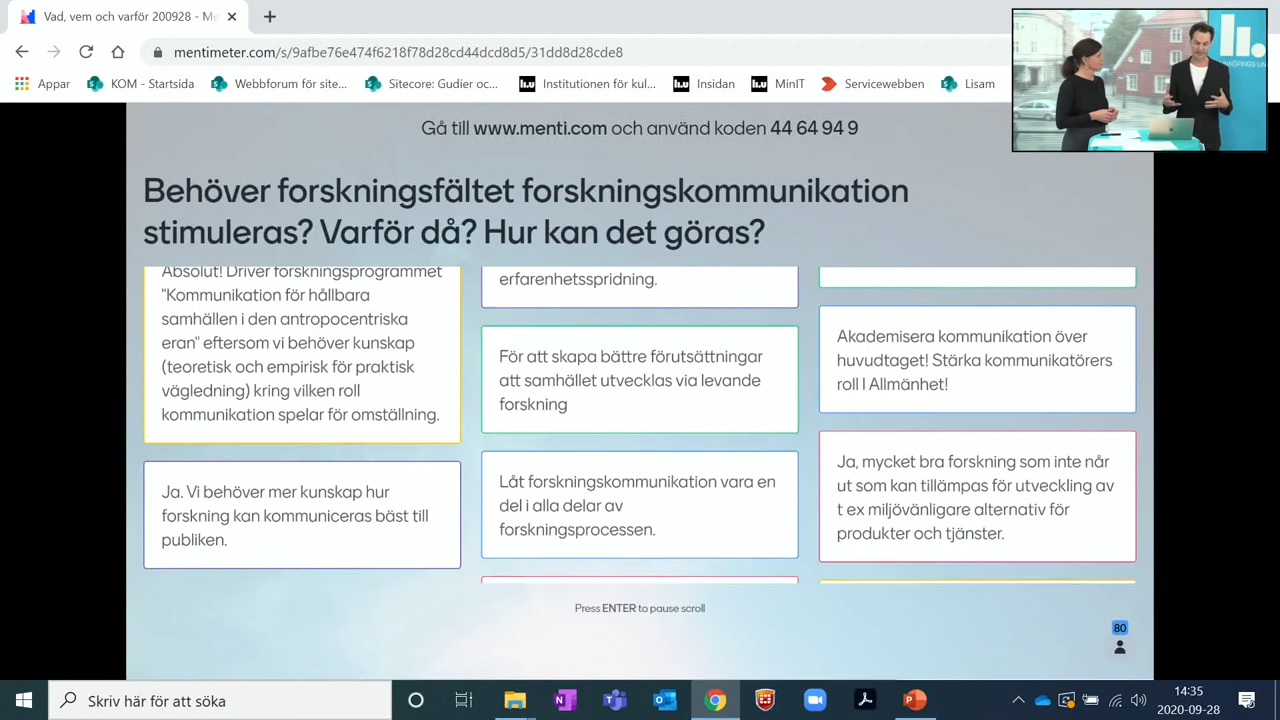 Vad, vem och varför 200928 - Me
mentimeter.com/s/9afbe76e474f6218f78d28cd44dcd8d5/31dd8d28cde8
Appar
KOM - Startsida
Webbforum för site...
Sitecore: Guider oc...
Institutionen för kul...
Insidan
MinIT
Servicewebben
Lisam
li.u
Gå till www.menti.com och använd koden 44 64 94 9
Behöver forskningsfältet forskningskommunikation
stimuleras? Varför då? Hur kan det göras?
Absolut! Driver forskningsprogrammet
"Kommunikation för hållbara
samhällen i den antropocentriska
eran" eftersom vi behöver kunskap
(teoretisk och empirisk för praktisk
vägledning) kring vilken roll
kommunikation spelar för omställning.
Ja. Vi behöver mer kunskap hur
forskning kan kommuniceras bäst till
publiken.
erfarenhetsspridning.
För att skapa bättre förutsättningar
att samhället utvecklas via levande
forskning
Låt forskningskommunikation vara en
del i alla delar av
forskningsprocessen.
Akademisera kommunikation över
huvudtaget! Stärka kommunikatörers
roll I Allmänhet!
Ja, mycket bra forskning som inte når
ut som kan tillämpas för utveckling av
t ex miljövänligare alternativ för
produkter och tjänster.
Press ENTER to pause scroll
80
Skriv här för att söka
14:35
2020-09-28